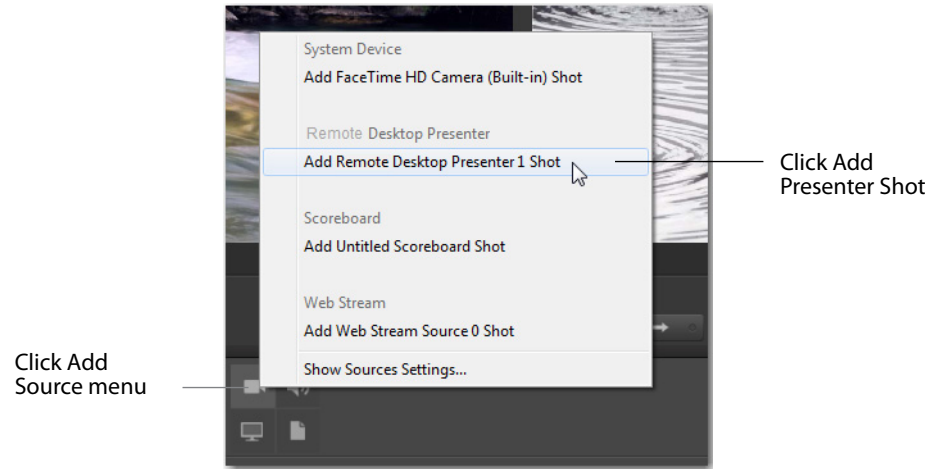 System Device
Add FaceTime HD Camera (Built-in) Shot
Remote Desktop Presenter
Add Remote Desktop Presenter 1 Shot
Click Add
Presenter Shot
Scoreboard
Add Untitled Scoreboard Shot
Web Stream
Add Web Stream Source 0 Shot
Show Sources Settings...
Click Add
Source menu